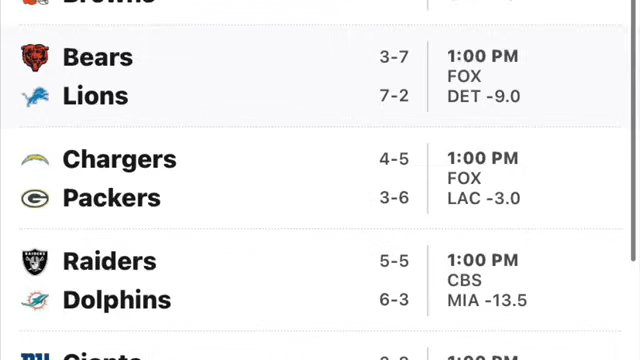 Bears 3-7 1:00 PM
FOX
Lions 7-2 DET -9.0
Chargers 4-5 1:00 PM
FOX
Packers 3-6 LAC -3.0
RAIDERS
Raiders 5-5 1:00 PM
CBS
Dolphins 6-3 MIA -13.5